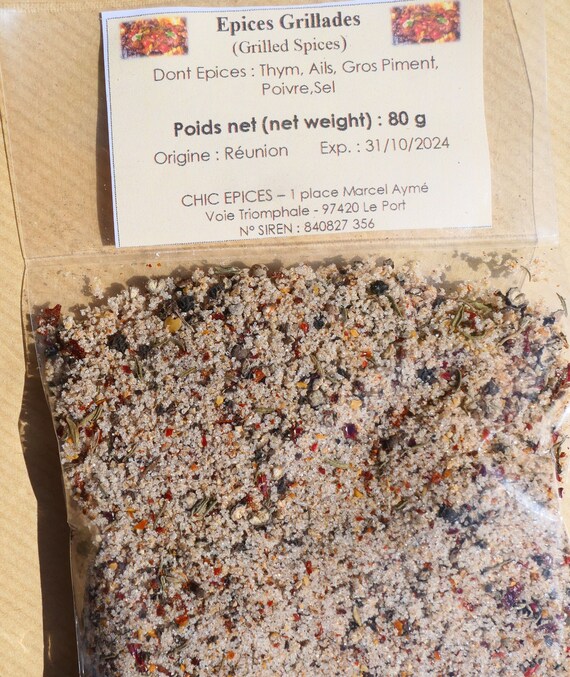 Epices Grillades
(Grilled Spices)
Dont Epices : Thym, Ails, Gros Piment,
Poivre,Sel
Poids net (net weight) : 80 g
Origine : Réunion Exp. : 31/10/2024
CHIC EPICES – 1 place Marcel Aymé
Voie Triomphale - 97420 Le Port
N° SIREN : 840827 356